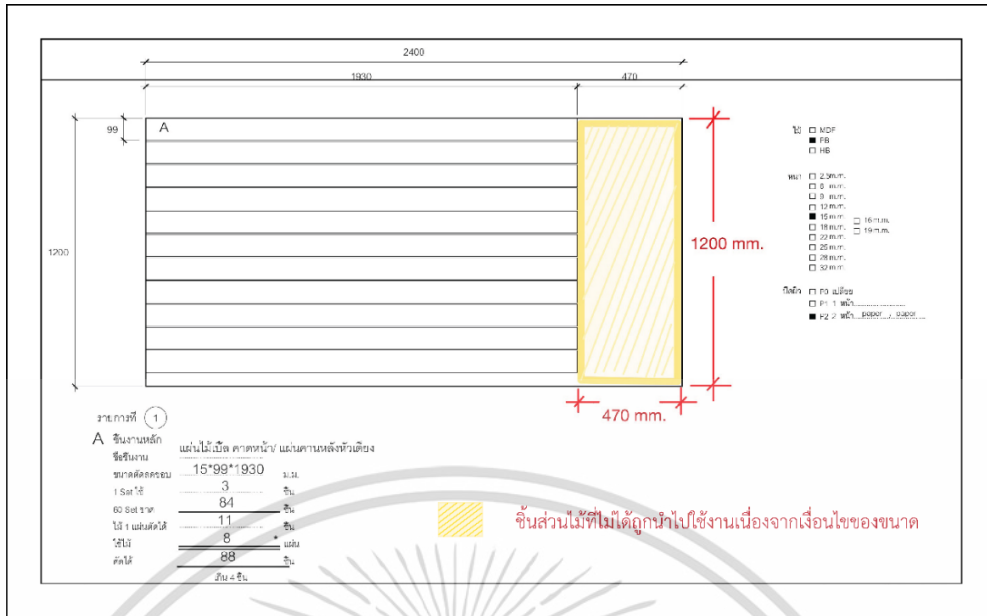 2400
1930 470
99 A
1200
1200 mm.
470 mm.
ไม้ □ MDF
■ PB
□ HB
หนา □ 2.5m.m.
□ 6 m.m.
□ 9 m.m.
□ 12 m.m.
■ 15 m.m. □ 16 m.m.
□ 18 m.m. □ 19 m.m.
□ 22 m.m.
□ 25 m.m.
□ 28 m.m.
□ 32 m.m.
ปิดผิว □ P0 เปลือย
□ P1 1 หน้า
■ P2 2 หน้า paper / paper
รายการที่ 1
A ชิ้นงานหลัก
ชื่อชิ้นงาน แผ่นไม้เบิ้ล คาดหน้า/ แผ่นคานหลังหัวเตียง
ขนาดตัดครอบ 15*99*1930 ม.ม.
1 Set ใช้ 3 ชิ้น
60 Set ขาด 84 ชิ้น
ไม้ 1 แผ่นตัดได้ 11 ชิ้น
ใช้ไม้ 8 * แผ่น
ตัดได้ 88 ชิ้น
เกิน 4 ชิ้น
ชิ้นส่วนไม้ที่ไม่ได้ถูกนำไปใช้งานเนื่องจากเงื่อนไขของขนาด